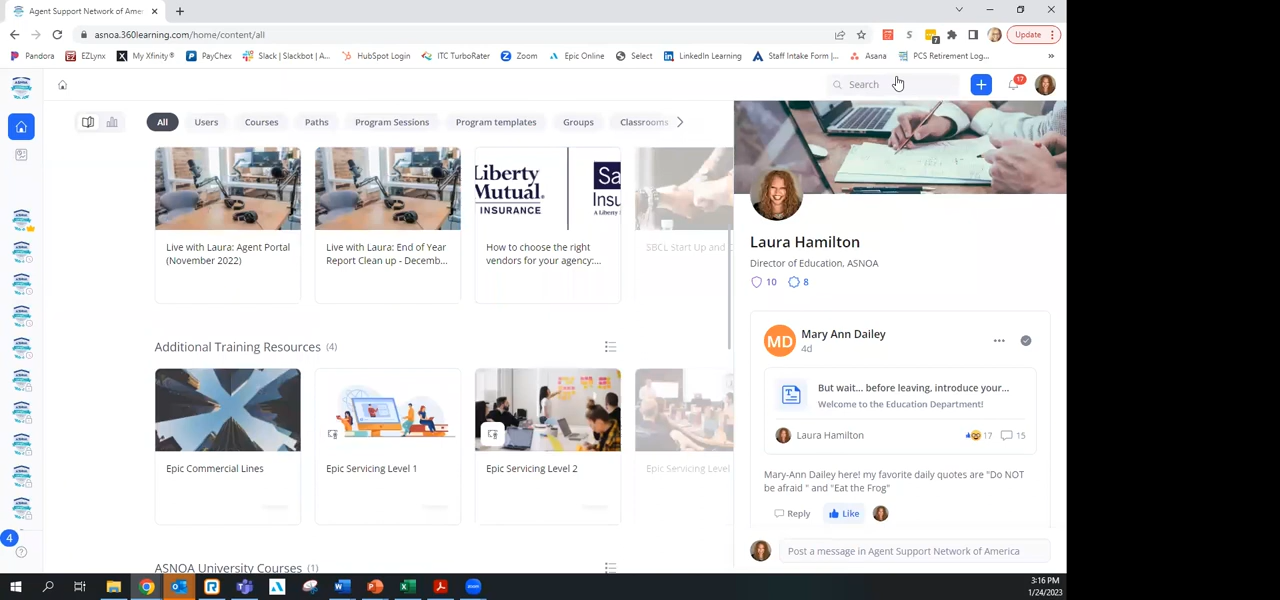 Agent Support Network of Amer
asnoa.360learning.com/home/content/all
Update
Pandora
EZLynx
My Xfinity®
PayChex
Slack | Slackbot | A...
HubSpot Login
ITC TurboRater
Zoom
Epic Online
Select
LinkedIn Learning
Staff Intake Form |...
Asana
PCS Retirement Log...
»
Search
17
All
Users
Courses
Paths
Program Sessions
Program templates
Groups
Classrooms
Liberty
Mutual®
INSURANCE
Sa
Insu
Live with Laura: Agent Portal
(November 2022)
Live with Laura: End of Year
Report Clean up - Decemb...
How to choose the right
vendors for your agency:...
SBCL Start Up and
Additional Training Resources (4)
Epic Commercial Lines
Epic Servicing Level 1
Epic Servicing Level 2
Epic Servicing Level
ASNOA University Courses (1)
Laura Hamilton
Director of Education, ASNOA
10
8
MD
Mary Ann Dailey
4d
But wait... before leaving, introduce your...
Welcome to the Education Department!
Laura Hamilton
17
15
Mary-Ann Dailey here! my favorite daily quotes are "Do NOT
be afraid " and "Eat the Frog"
Reply
Like
Post a message in Agent Support Network of America
4
3:16 PM
1/24/2023